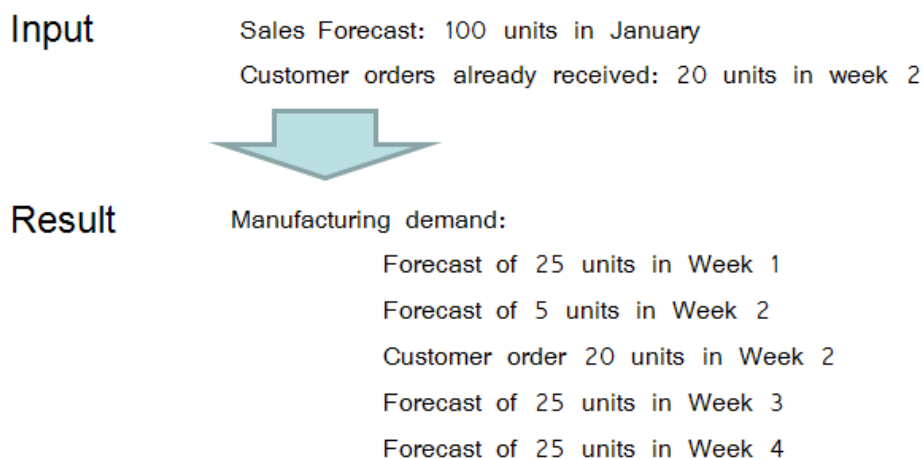 Input
Sales Forecast: 100 units in January
Customer orders already received: 20 units in week 2
Result
Manufacturing demand:
Forecast of 25 units in Week 1
Forecast of 5 units in Week 2
Customer order 20 units in Week 2
Forecast of 25 units in Week 3
Forecast of 25 units in Week 4